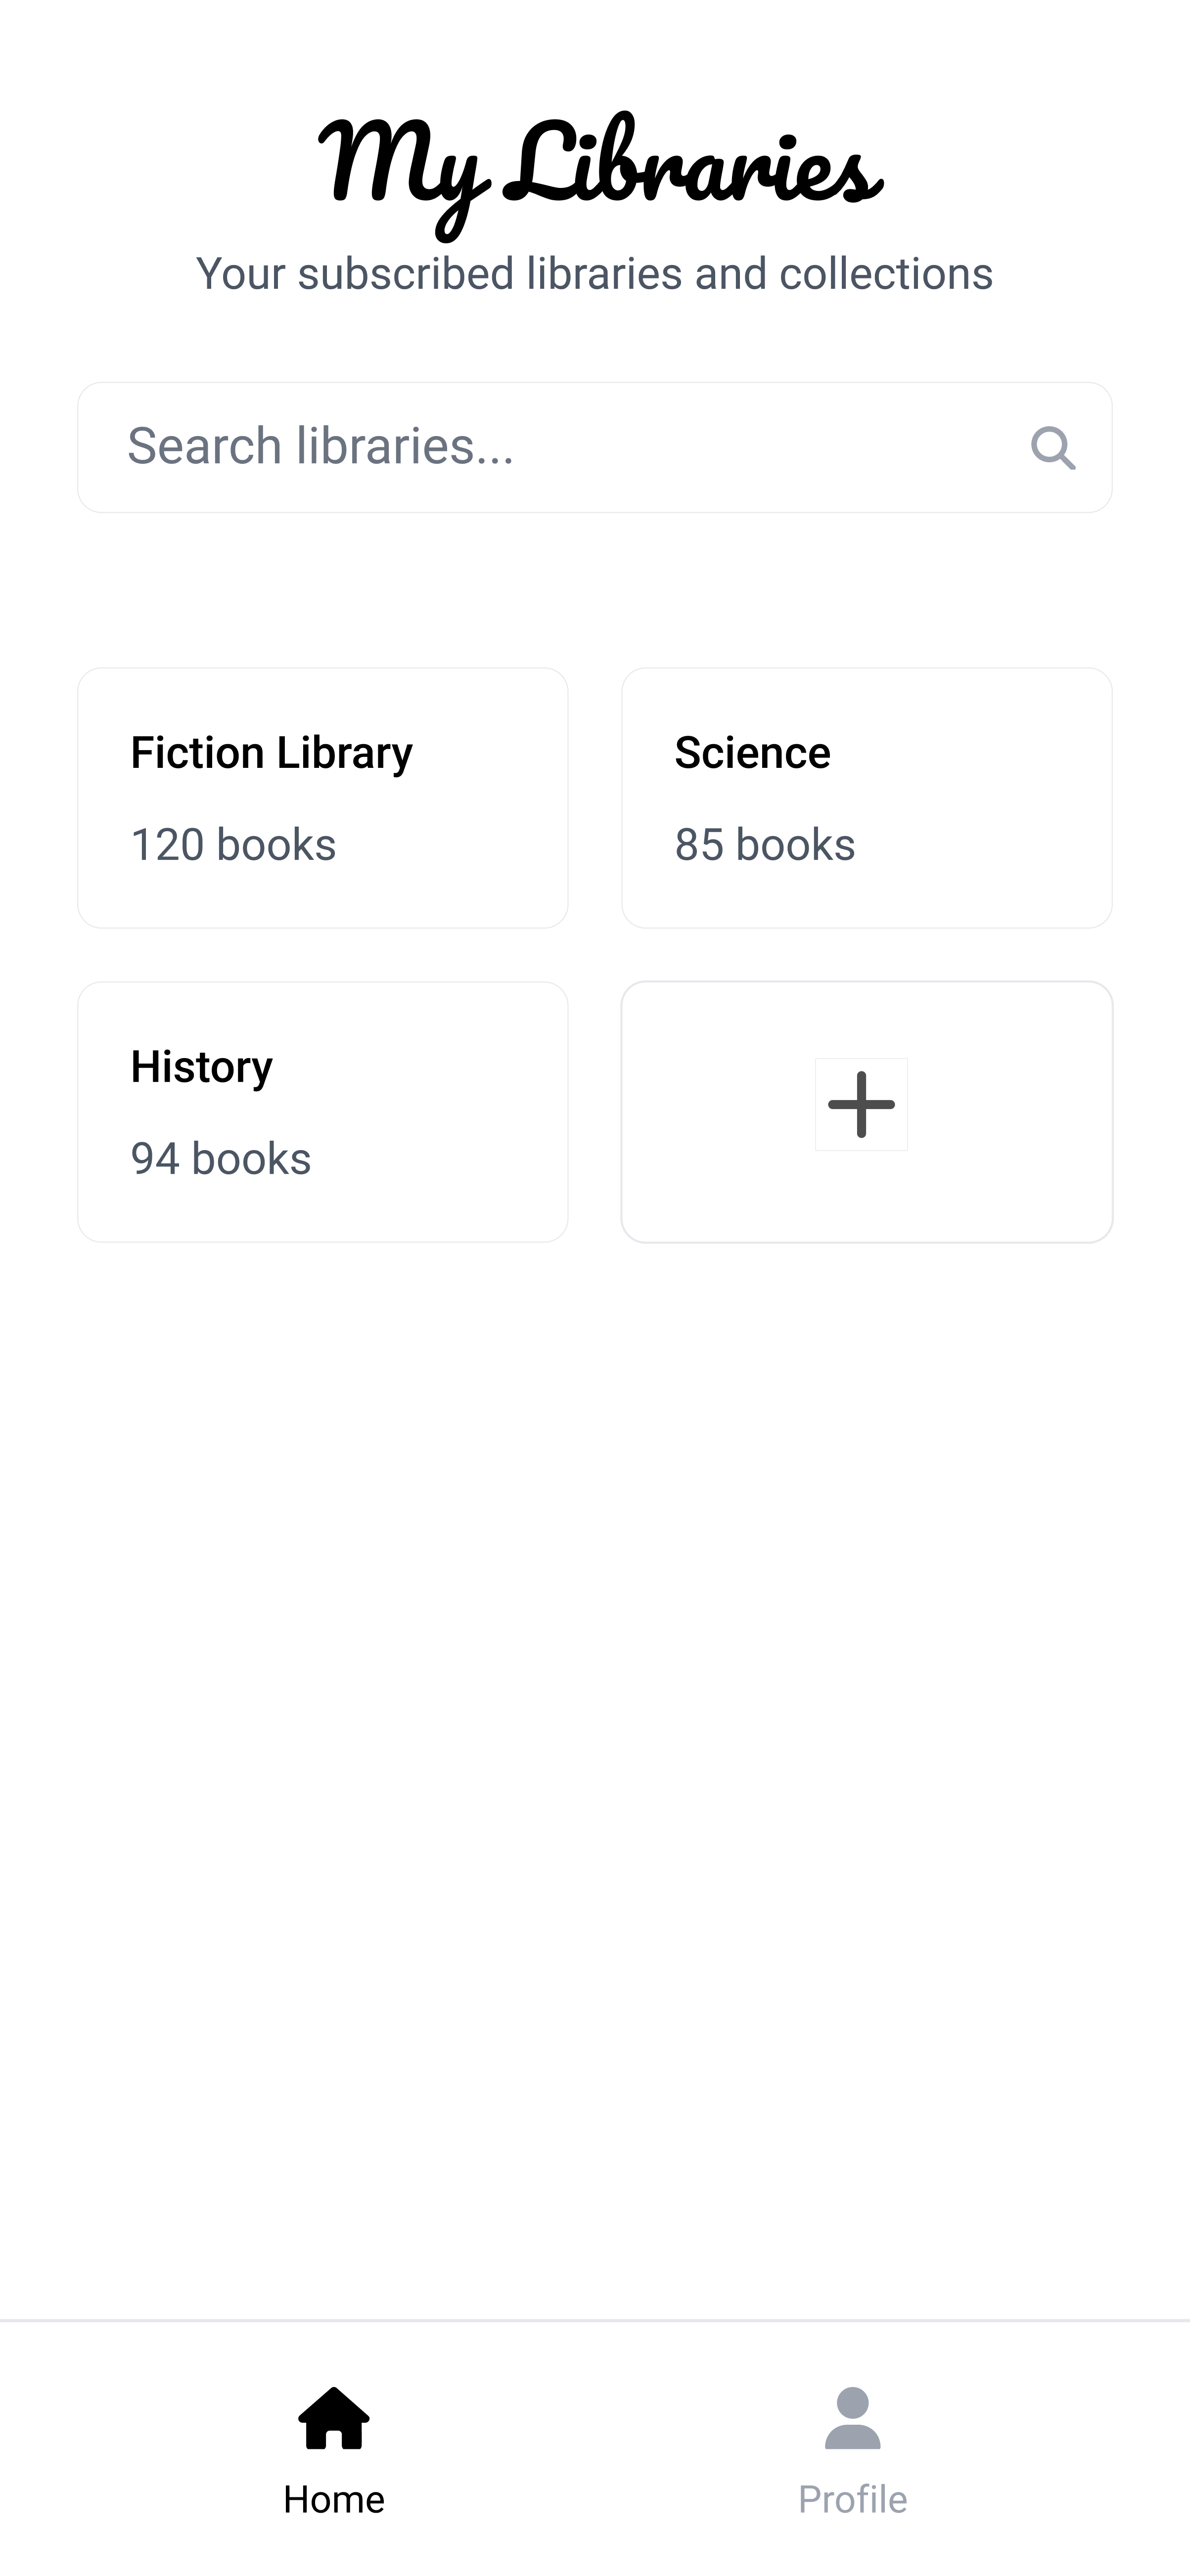 My Libraries
Your subscribed libraries and collections
Search libraries...
Fiction Library
120 books
Science
85 books
History
94 books
Home
Profile